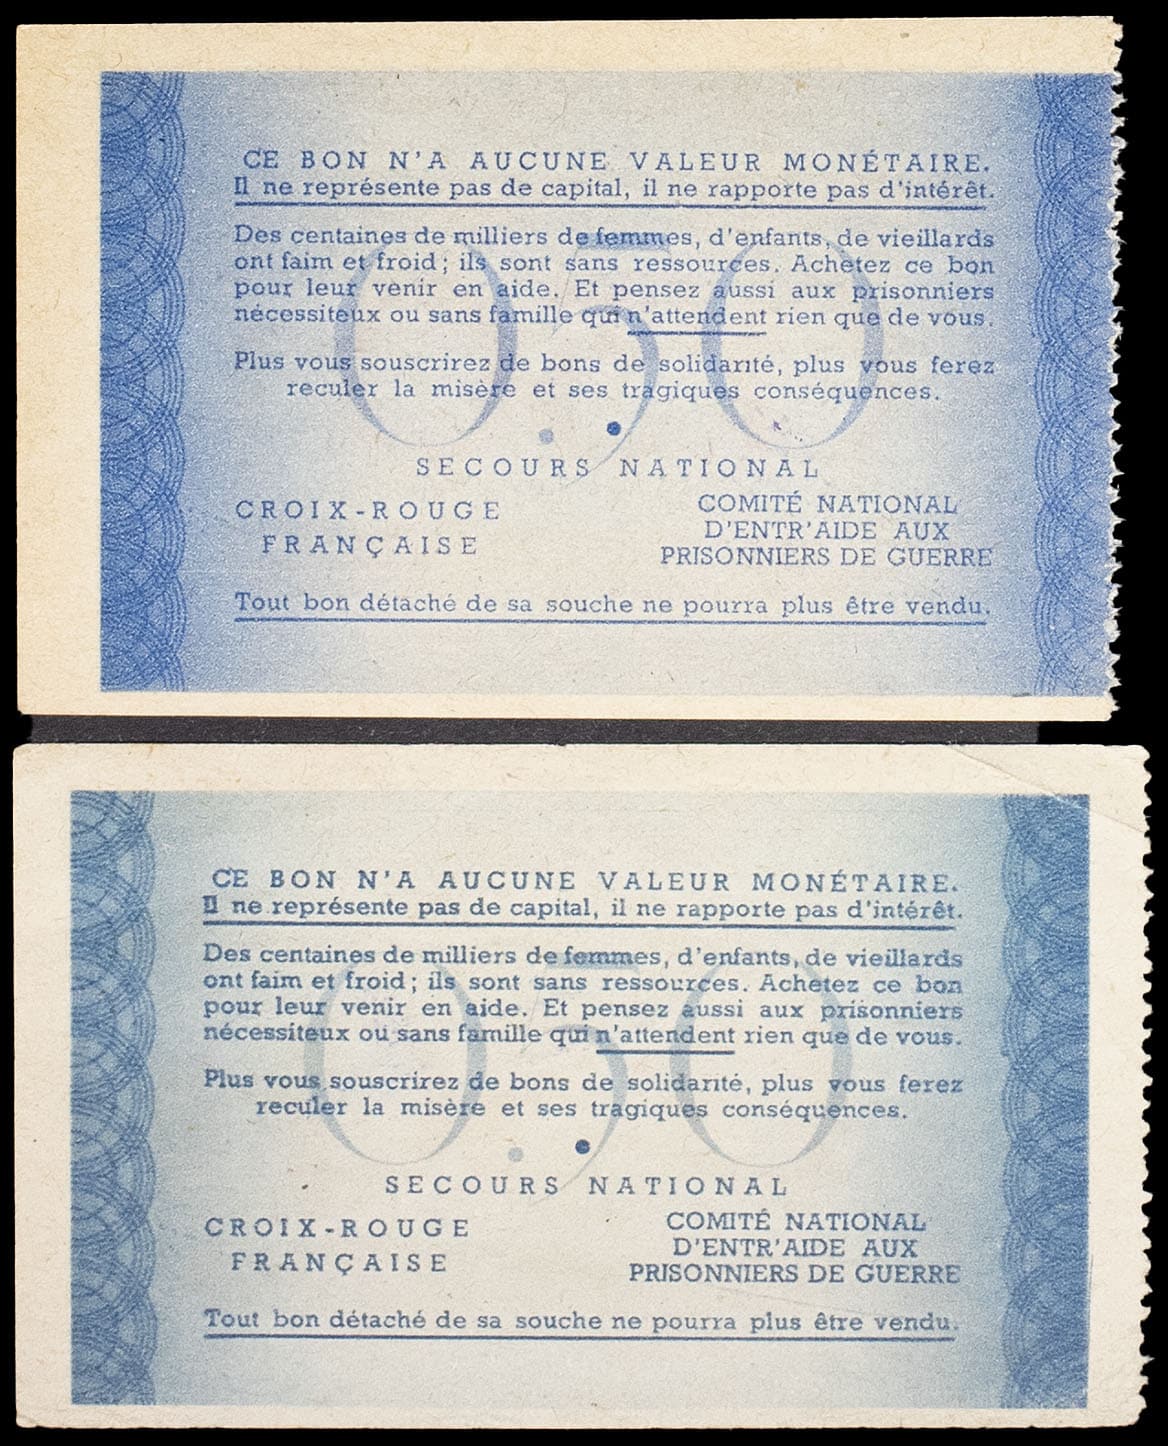 CE BON N'A AUCUNE VALEUR MONÉTAIRE.
Il ne représente pas de capital, il ne rapporte pas d'intérêt.
Des centaines de milliers de femmes, d'enfants, de vieillards
ont faim et froid; ils sont sans ressources. Achetez ce bon
pour leur venir en aide. Et pensez aussi aux prisonniers
nécessiteux ou sans famille qui n'attendent rien que de vous.
0.50
Plus vous souscrirez de bons de solidarité, plus vous ferez
reculer la misère et ses tragiques conséquences.
SECOURS NATIONAL
CROIX-ROUGE
FRANÇAISE
COMITÉ NATIONAL
D'ENTR'AIDE AUX
PRISONNIERS DE GUERRE
Tout bon détaché de sa souche ne pourra plus être vendu.
CE BON N'A AUCUNE VALEUR MONÉTAIRE.
Il ne représente pas de capital, il ne rapporte pas d'intérêt.
Des centaines de milliers de femmes, d'enfants, de vieillards
ont faim et froid; ils sont sans ressources. Achetez ce bon
pour leur venir en aide. Et pensez aussi aux prisonniers
nécessiteux ou sans famille qui n'attendent rien que de vous.
0.50
Plus vous souscrirez de bons de solidarité, plus vous ferez
reculer la misère et ses tragiques conséquences.
SECOURS NATIONAL
CROIX-ROUGE
FRANÇAISE
COMITÉ NATIONAL
D'ENTR'AIDE AUX
PRISONNIERS DE GUERRE
Tout bon détaché de sa souche ne pourra plus être vendu.